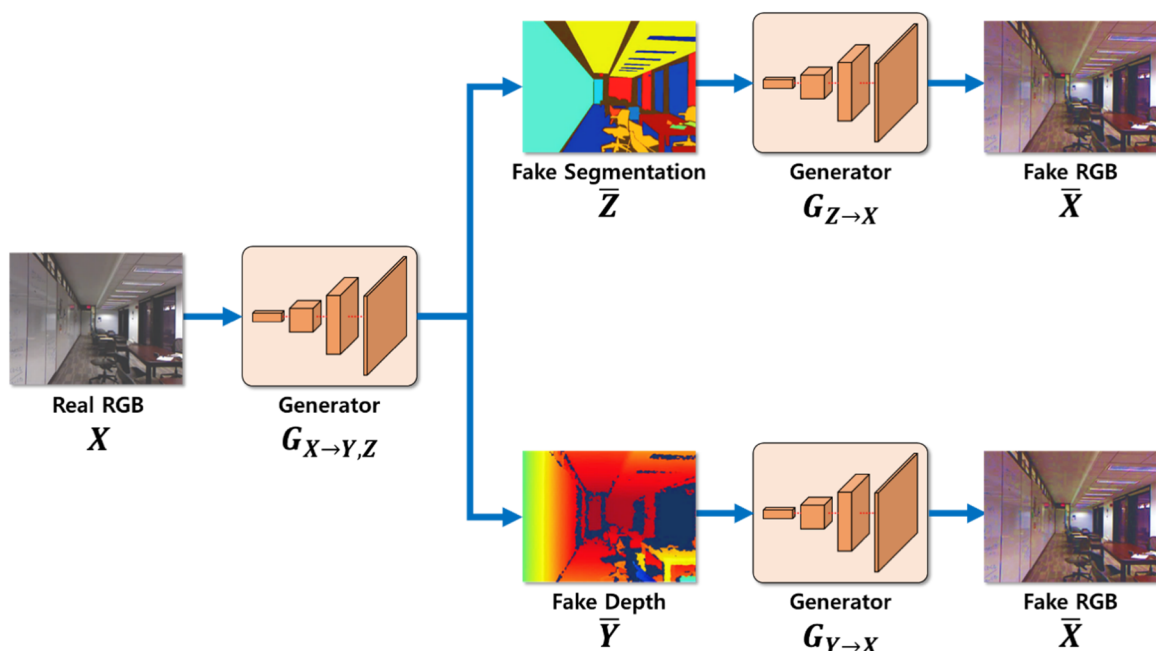 Fake Segmentation
Z̅
Generator
G_{Z→X}
Fake RGB
X̅
Real RGB
X
Generator
G_{X→Y,Z}
Fake Depth
Y̅
Generator
G_{Y→X}
Fake RGB
X̅